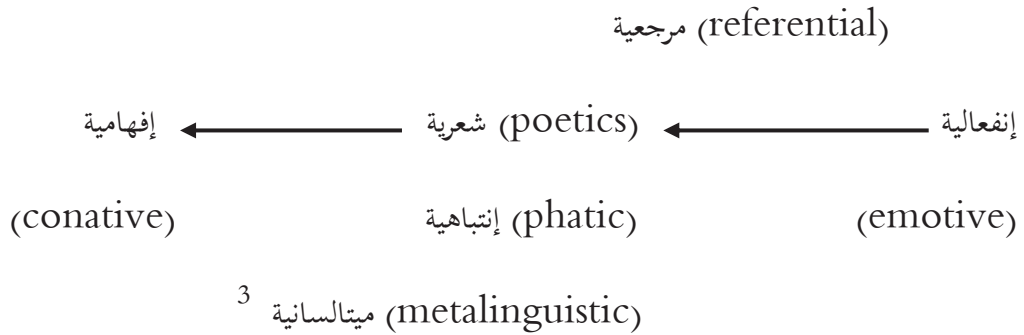 مرجعية (referential)
إنفعالية شعرية (poetics) إفهامية
(emotive) إنتباهية (phatic) (conative)
ميتالسانية (metalinguistic) 3